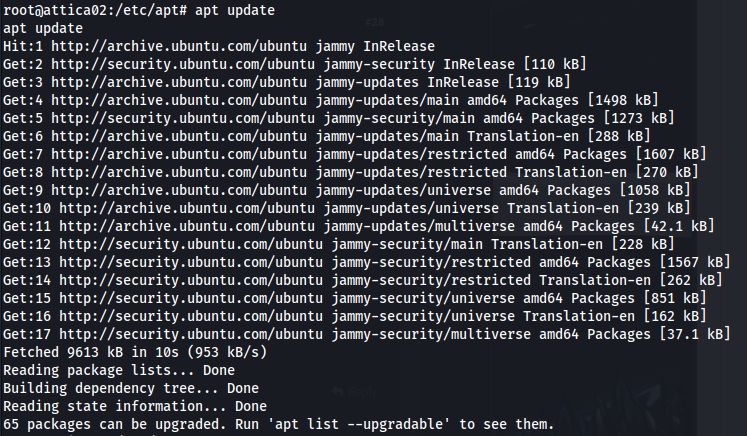 root@attica02:/etc/apt# apt update
apt update
Hit:1 http://archive.ubuntu.com/ubuntu jammy InRelease
Get:2 http://security.ubuntu.com/ubuntu jammy-security InRelease [110 kB]
Get:3 http://archive.ubuntu.com/ubuntu jammy-updates InRelease [119 kB]
Get:4 http://archive.ubuntu.com/ubuntu jammy-updates/main amd64 Packages [1498 kB]
Get:5 http://security.ubuntu.com/ubuntu jammy-security/main amd64 Packages [1273 kB]
Get:6 http://archive.ubuntu.com/ubuntu jammy-updates/main Translation-en [288 kB]
Get:7 http://archive.ubuntu.com/ubuntu jammy-updates/restricted amd64 Packages [1607 kB]
Get:8 http://archive.ubuntu.com/ubuntu jammy-updates/restricted Translation-en [270 kB]
Get:9 http://archive.ubuntu.com/ubuntu jammy-updates/universe amd64 Packages [1058 kB]
Get:10 http://archive.ubuntu.com/ubuntu jammy-updates/universe Translation-en [239 kB]
Get:11 http://archive.ubuntu.com/ubuntu jammy-updates/multiverse amd64 Packages [42.1 kB]
Get:12 http://security.ubuntu.com/ubuntu jammy-security/main Translation-en [228 kB]
Get:13 http://security.ubuntu.com/ubuntu jammy-security/restricted amd64 Packages [1567 kB]
Get:14 http://security.ubuntu.com/ubuntu jammy-security/restricted Translation-en [262 kB]
Get:15 http://security.ubuntu.com/ubuntu jammy-security/universe amd64 Packages [851 kB]
Get:16 http://security.ubuntu.com/ubuntu jammy-security/universe Translation-en [162 kB]
Get:17 http://security.ubuntu.com/ubuntu jammy-security/multiverse amd64 Packages [37.1 kB]
Fetched 9613 kB in 10s (953 kB/s)
Reading package lists... Done
Building dependency tree... Done
Reading state information... Done
65 packages can be upgraded. Run 'apt list --upgradable' to see them.